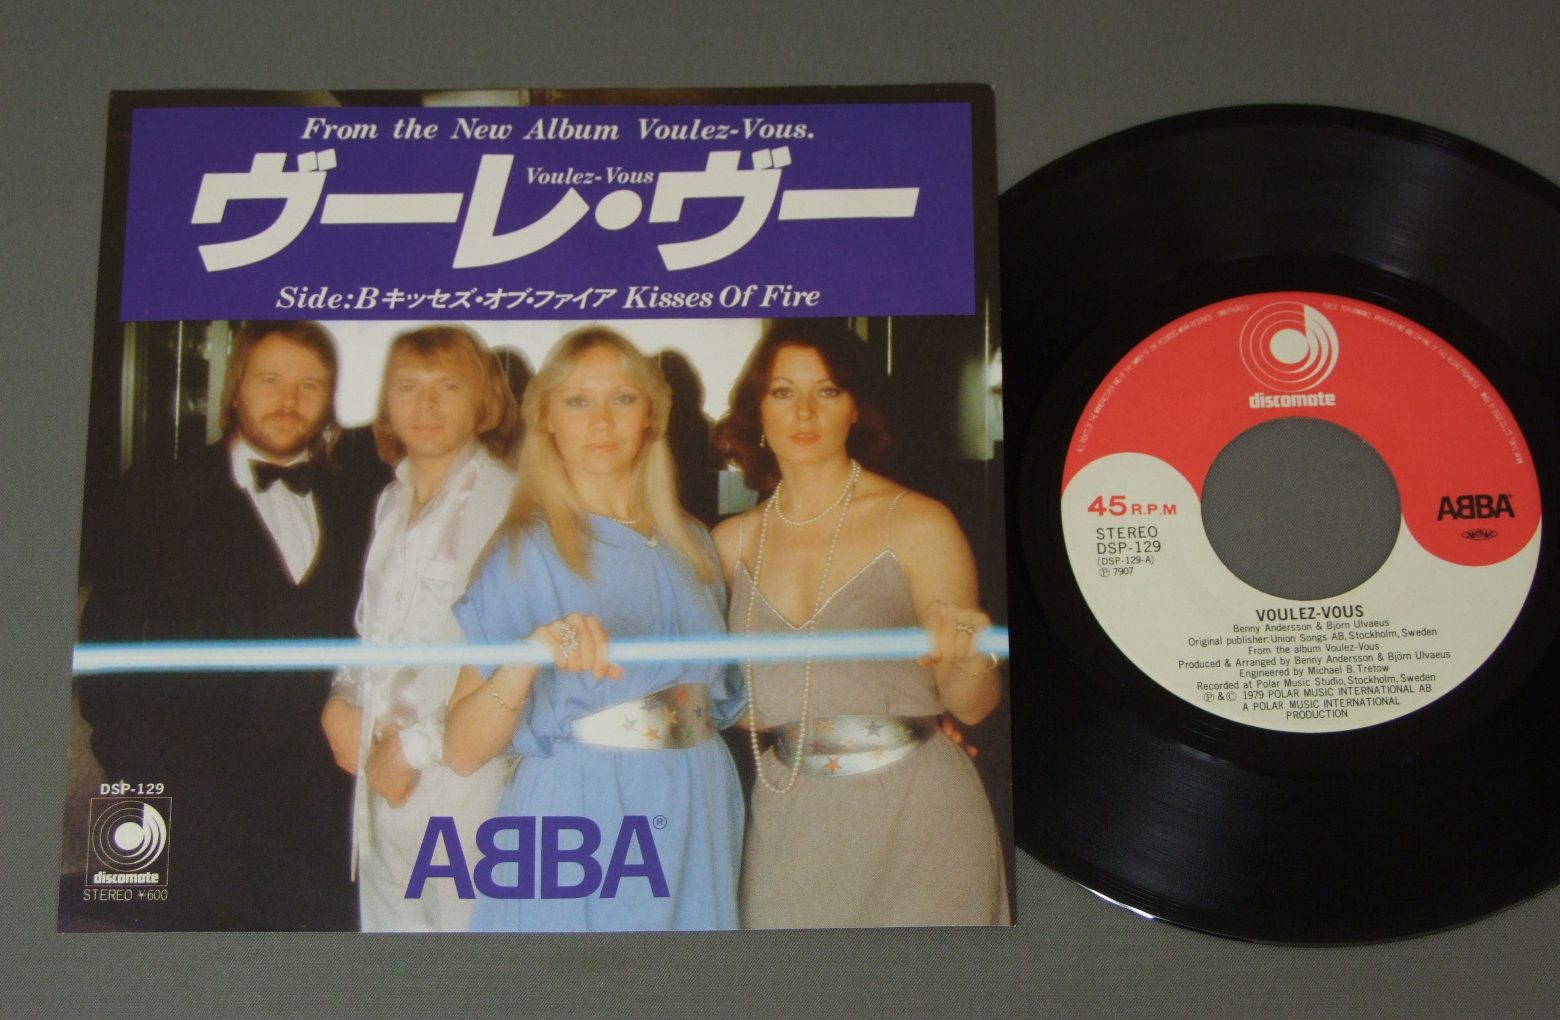 From the New Album Voulez-Vous.
Voulez-Vous
ヴーレ・ヴー
Side:B キッセズ・オブ・ファイア Kisses Of Fire
DSP-129
discomate
STEREO ¥600
ABBA®
discomate
45 R.P.M
STEREO
DSP-129
(DSP-129-A)
℗ 7907
ABBA
VOULEZ-VOUS
Benny Andersson & Björn Ulvaeus
Original publisher: Union Songs AB, Stockholm, Sweden
From the album Voulez-Vous
Produced & Arranged by Benny Andersson & Björn Ulvaeus
Engineered by Michael B. Tretow
Recorded at Polar Music Studio, Stockholm, Sweden
℗ & © 1979 POLAR MUSIC INTERNATIONAL AB
A POLAR MUSIC INTERNATIONAL
PRODUCTION